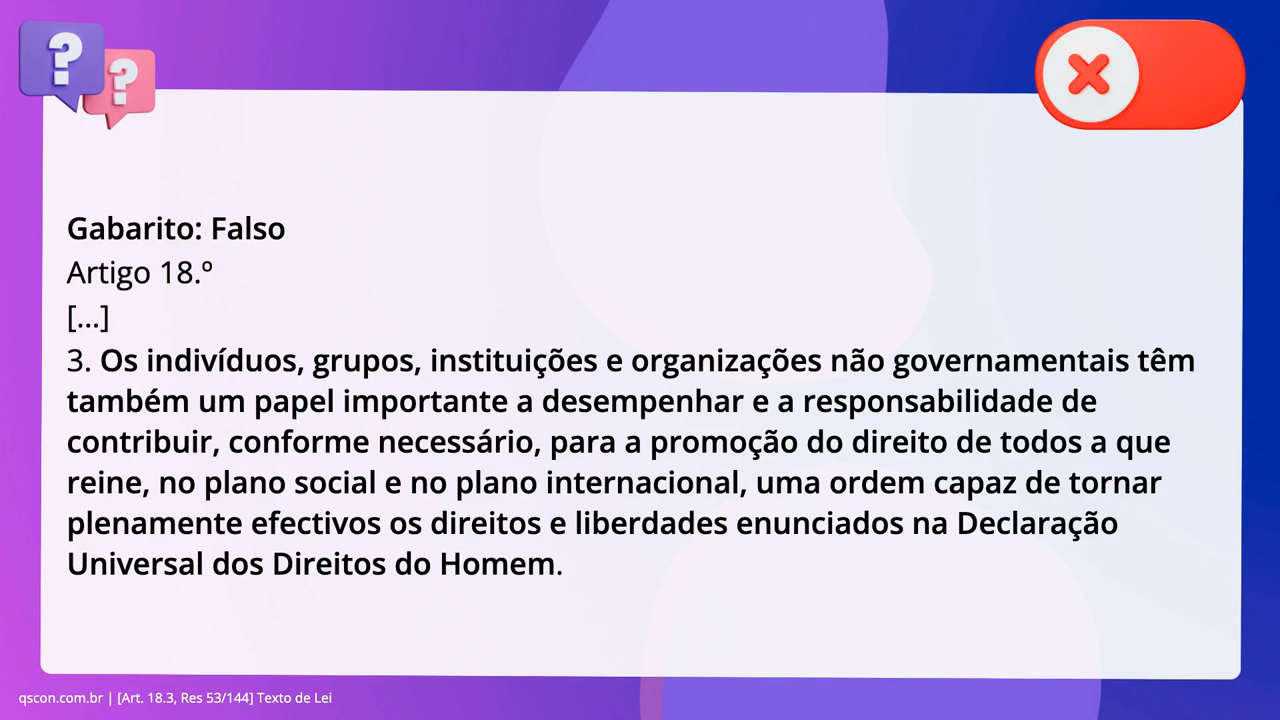 ? ?
Gabarito: Falso
Artigo 18.º
[...]
3. Os indivíduos, grupos, instituições e organizações não governamentais têm
também um papel importante a desempenhar e a responsabilidade de
contribuir, conforme necessário, para a promoção do direito de todos a que
reine, no plano social e no plano internacional, uma ordem capaz de tornar
plenamente efectivos os direitos e liberdades enunciados na Declaração
Universal dos Direitos do Homem.
qscon.com.br | [Art. 18.3, Res 53/144] Texto de Lei